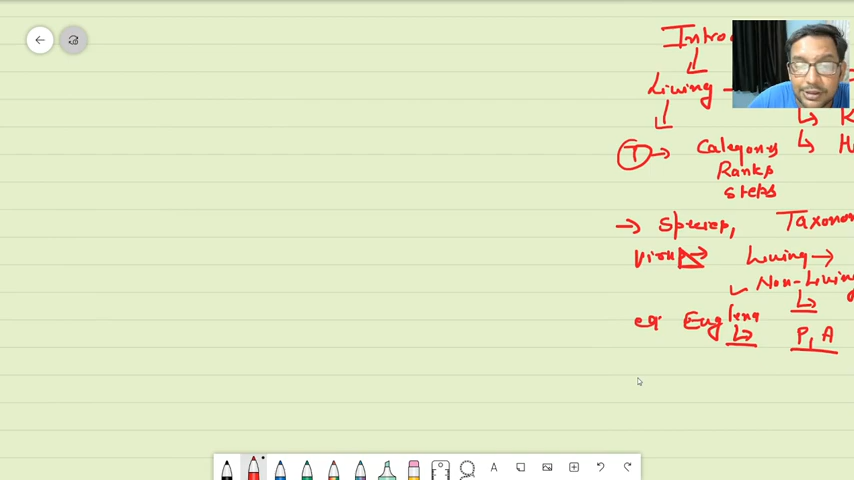 Intro
Living →
T → Category
Ranks
steps
→ Species, Taxonom
Virus Living →
Non-Living
eg Euglena P, A
A